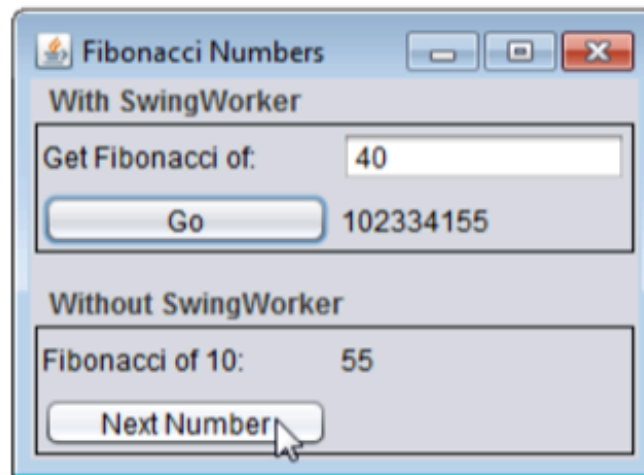 Fibonacci Numbers
With SwingWorker
Get Fibonacci of: 40
Go 102334155
Without SwingWorker
Fibonacci of 10: 55
Next Number